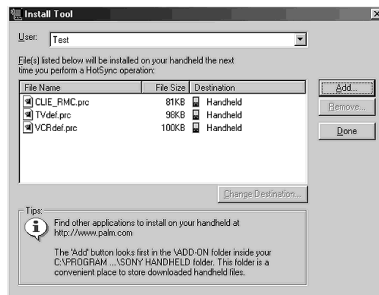 Install Tool
User: Test
File(s) listed below will be installed on your handheld the next
time you perform a HotSync operation:
File Name File Size Destination
CLIE_RMC.prc 81KB Handheld
TVdef.prc 98KB Handheld
VCRdef.prc 100KB Handheld
Add...
Remove...
Done
Change Destination...
Tips:
Find other applications to install on your handheld at
http://www.palm.com
The 'Add' button looks first in the \ADD-ON folder inside your
C:\PROGRAM ...\SONY HANDHELD folder. This folder is a
convenient place to store downloaded handheld files.